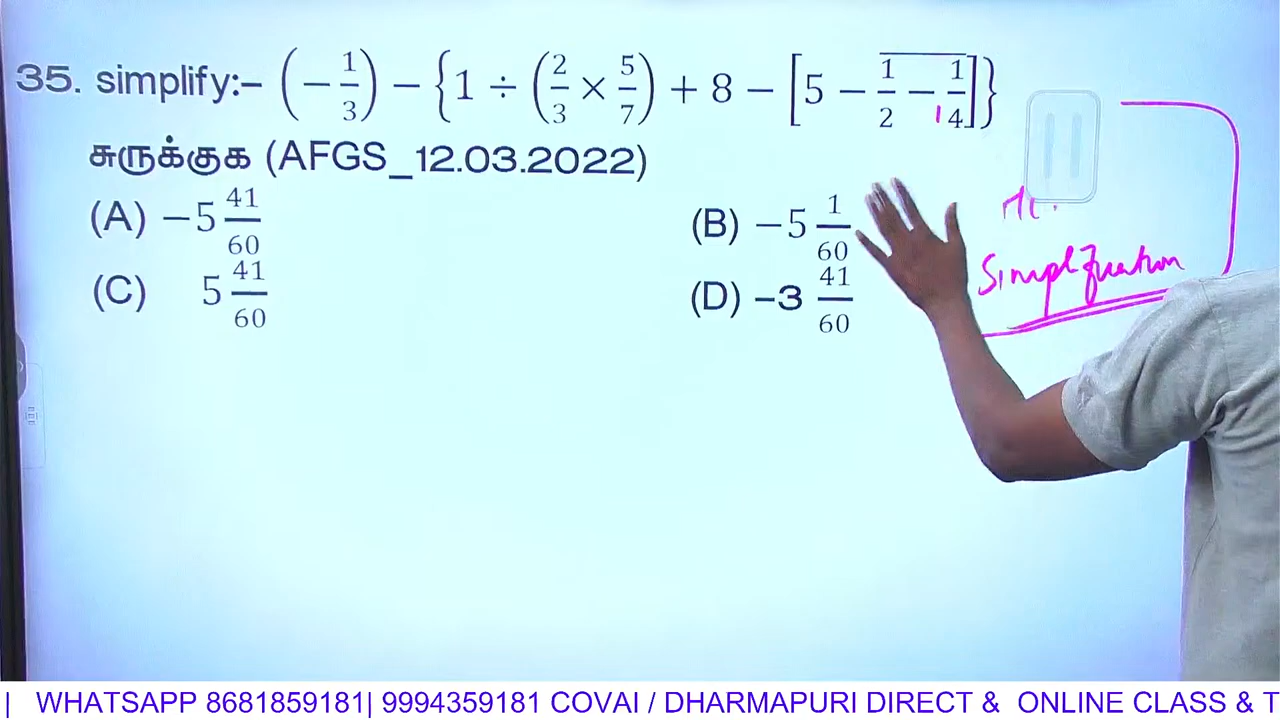 35. simplify:– (− 1/3) − {1 ÷ (2/3 × 5/7) + 8 − [5 − \overline{1/2 − 1/4}]}
சுருக்குக (AFGS_12.03.2022)
(A) −5 41/60 (B) −5 1/60
(C) 5 41/60 (D) –3 41/60
Simplification
| WHATSAPP 8681859181| 9994359181 COVAI / DHARMAPURI DIRECT & ONLINE CLASS & T